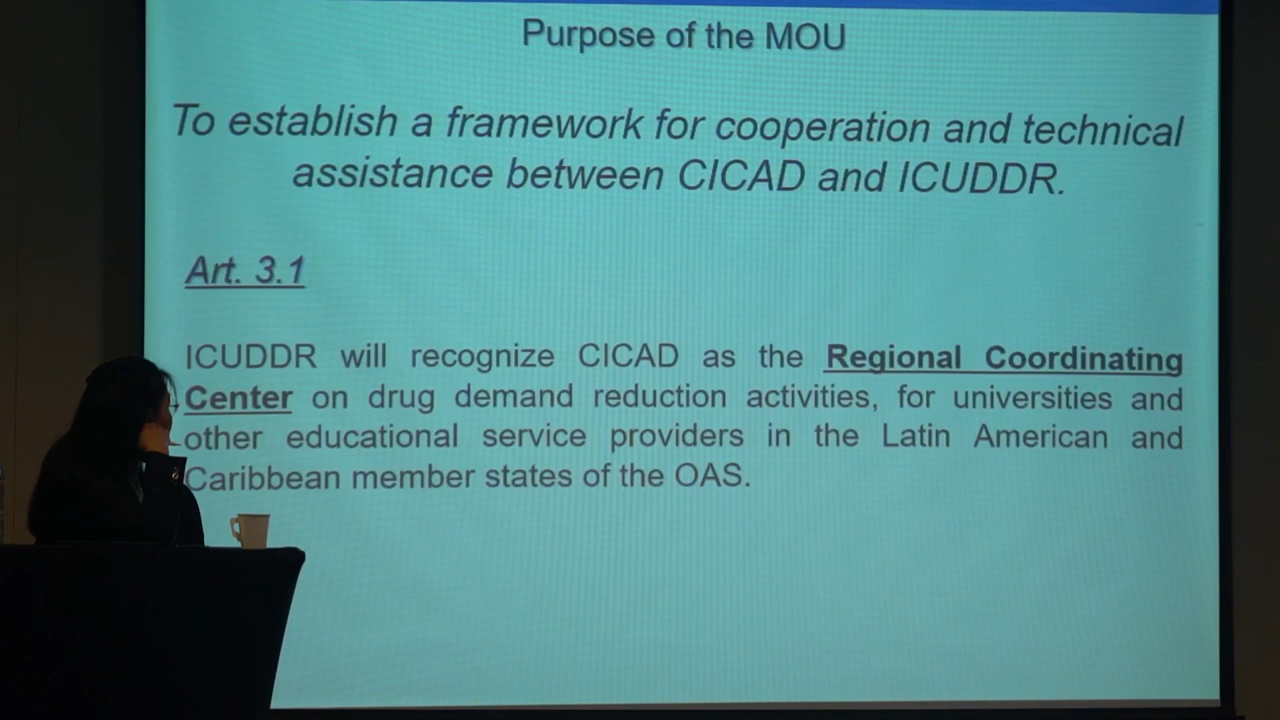 Purpose of the MOU
To establish a framework for cooperation and technical
assistance between CICAD and ICUDDR.
Art. 3.1
ICUDDR will recognize CICAD as the Regional Coordinating
Center on drug demand reduction activities, for universities and
other educational service providers in the Latin American and
Caribbean member states of the OAS.